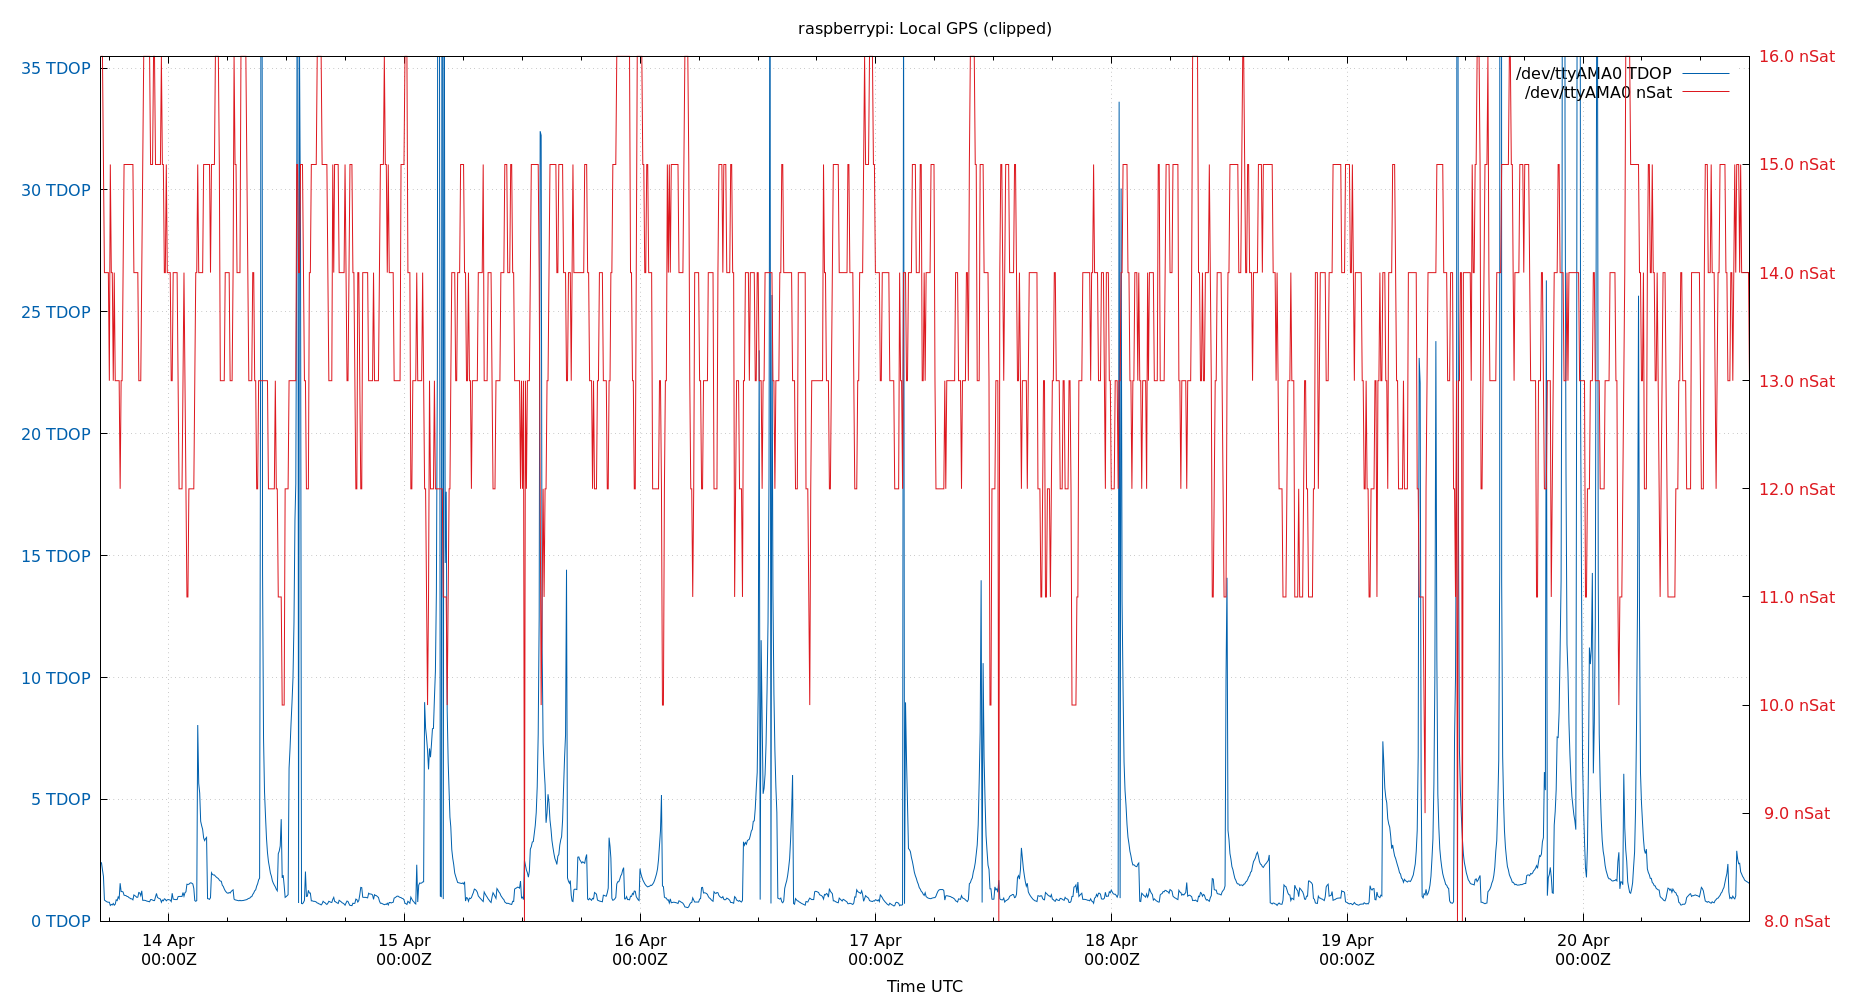 raspberrypi: Local GPS (clipped)
35 TDOP
30 TDOP
25 TDOP
20 TDOP
15 TDOP
10 TDOP
5 TDOP
0 TDOP
16.0 nSat
15.0 nSat
14.0 nSat
13.0 nSat
12.0 nSat
11.0 nSat
10.0 nSat
9.0 nSat
8.0 nSat
/dev/ttyAMA0 TDOP
/dev/ttyAMA0 nSat
14 Apr
00:00Z
15 Apr
00:00Z
16 Apr
00:00Z
17 Apr
00:00Z
18 Apr
00:00Z
19 Apr
00:00Z
20 Apr
00:00Z
Time UTC